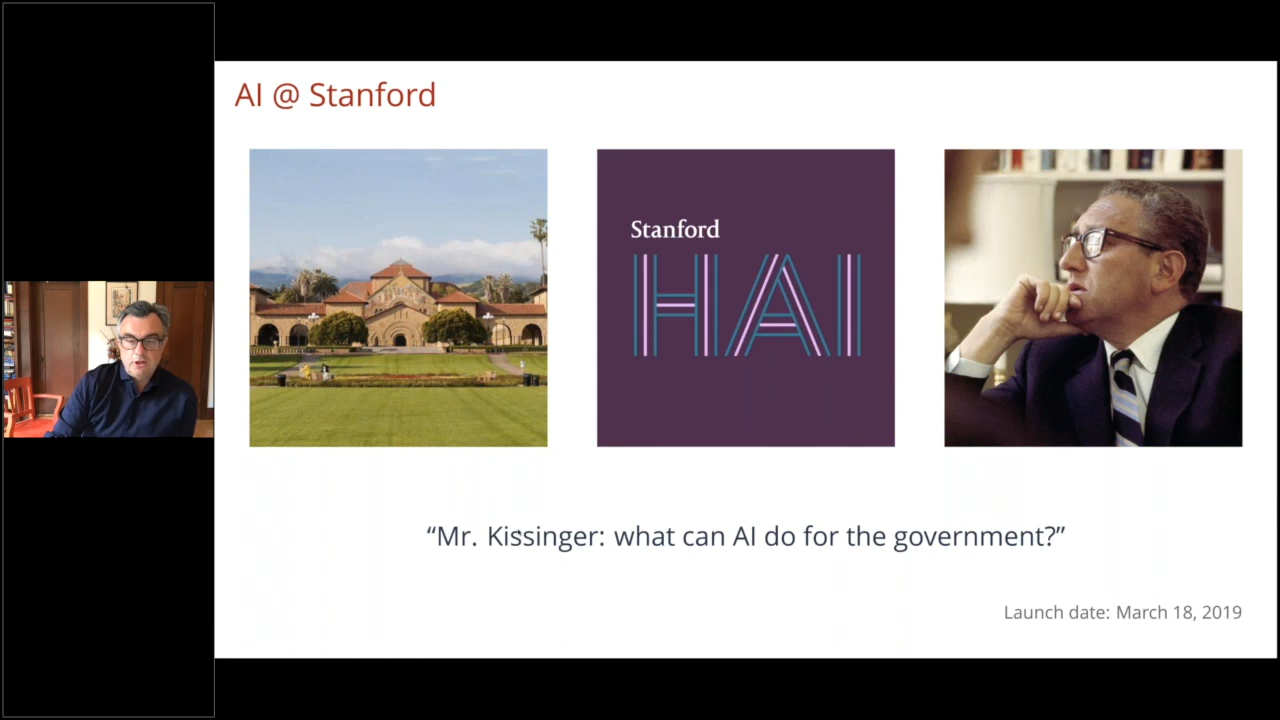 AI @ Stanford
Stanford
HAI
“Mr. Kissinger: what can AI do for the government?”
Launch date: March 18, 2019